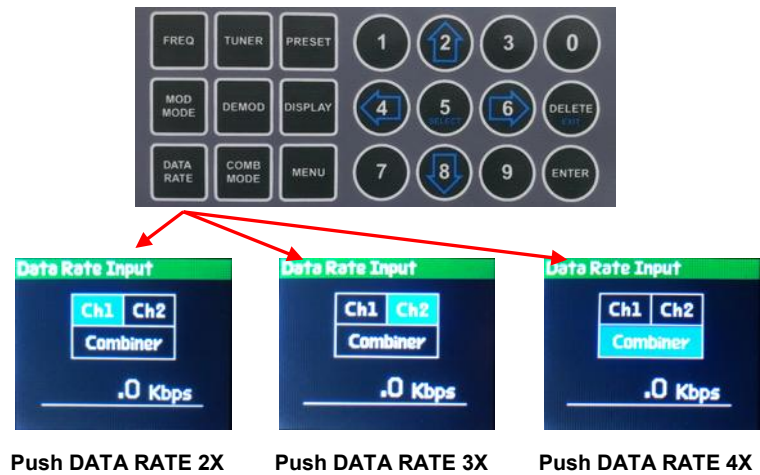 FREQ TUNER PRESET 1 2 3 0
MOD MODE DEMOD DISPLAY 4 5 SELECT 6 DELETE EXIT
DATA RATE COMB MODE MENU 7 8 9 ENTER
Data Rate Input
Ch1 Ch2
Combiner
.0 Kbps
Push DATA RATE 2X
Data Rate Input
Ch1 Ch2
Combiner
.0 Kbps
Push DATA RATE 3X
Data Rate Input
Ch1 Ch2
Combiner
.0 Kbps
Push DATA RATE 4X